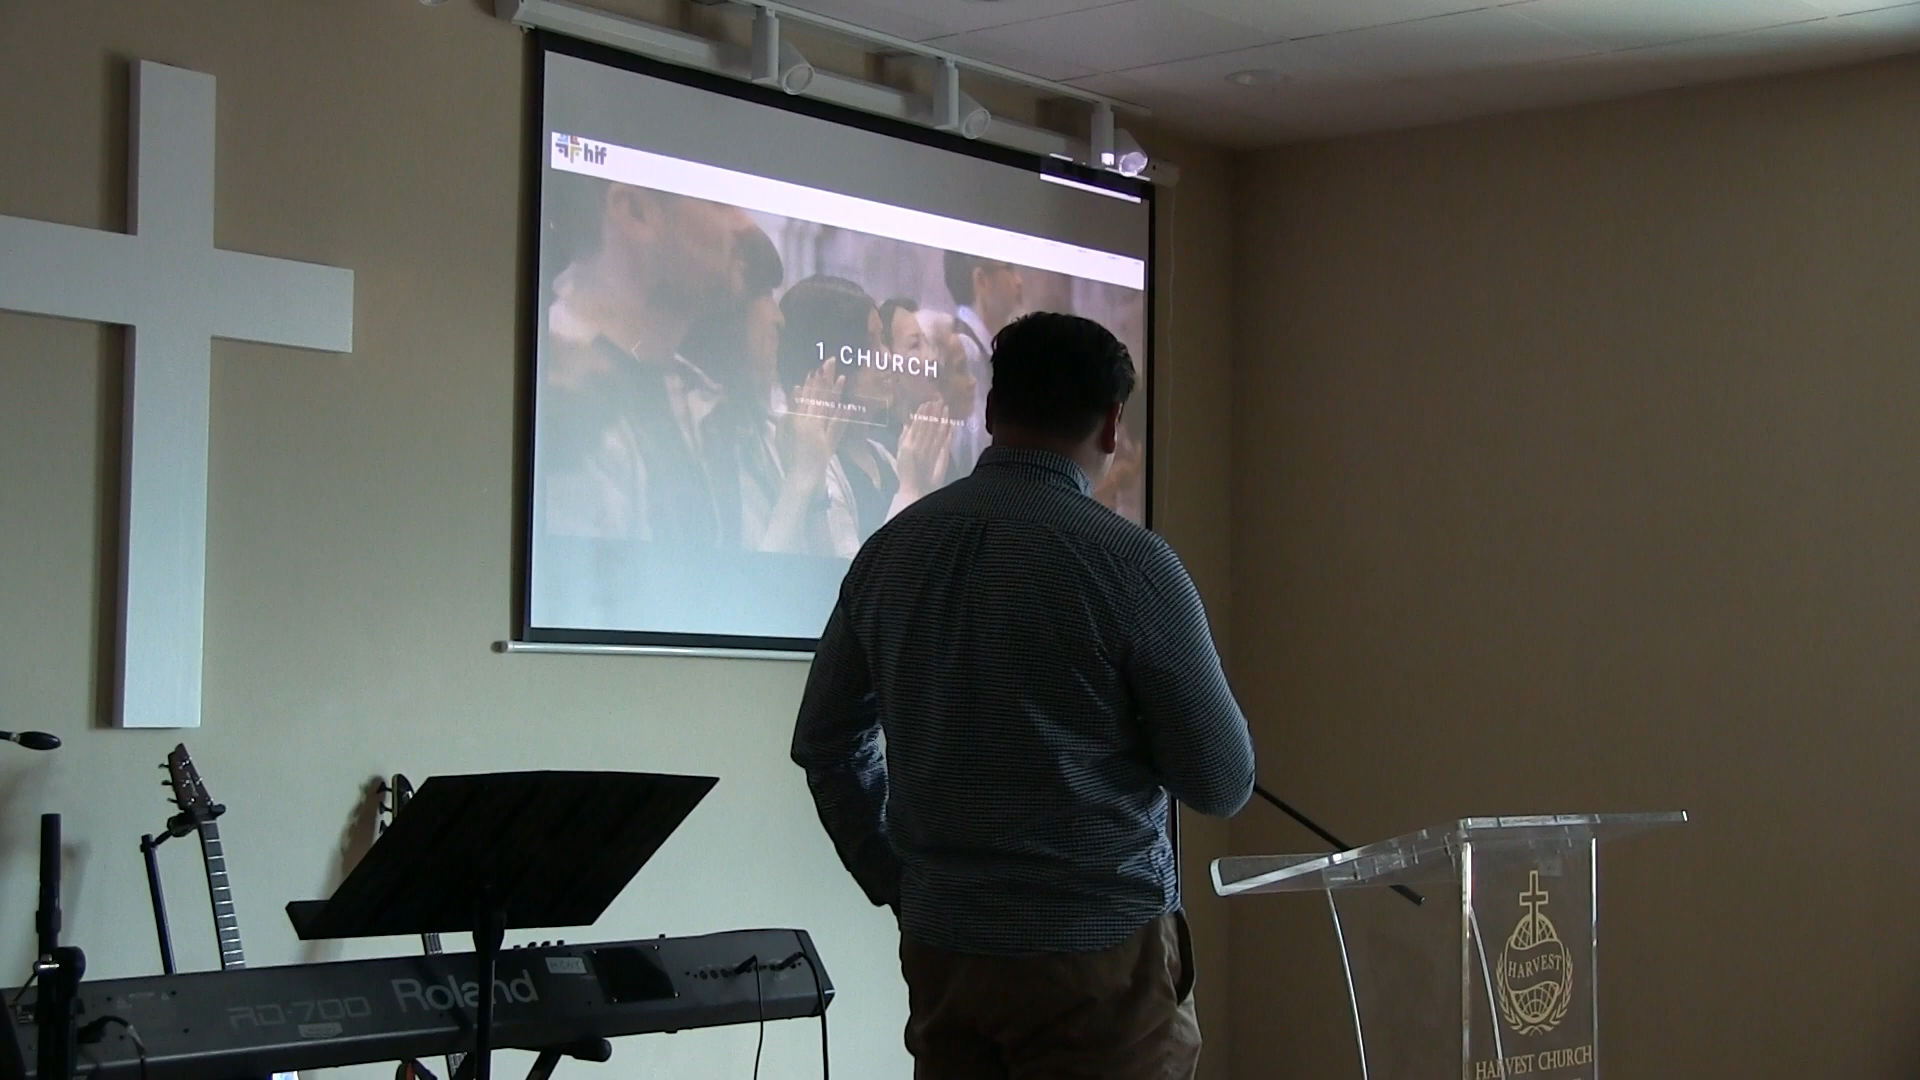 hif
1 CHURCH
UPCOMING EVENTS
SERMON SERIES
RD-700
Roland
HARVEST
HARVEST CHURCH